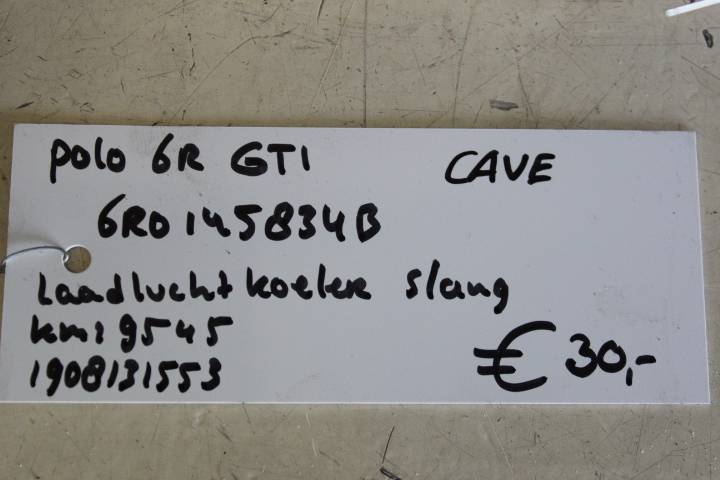 polo 6R GTI CAVE
6R0145834B
Laadluchtkoeler slang
km: 9545
1908131553
€ 30,-